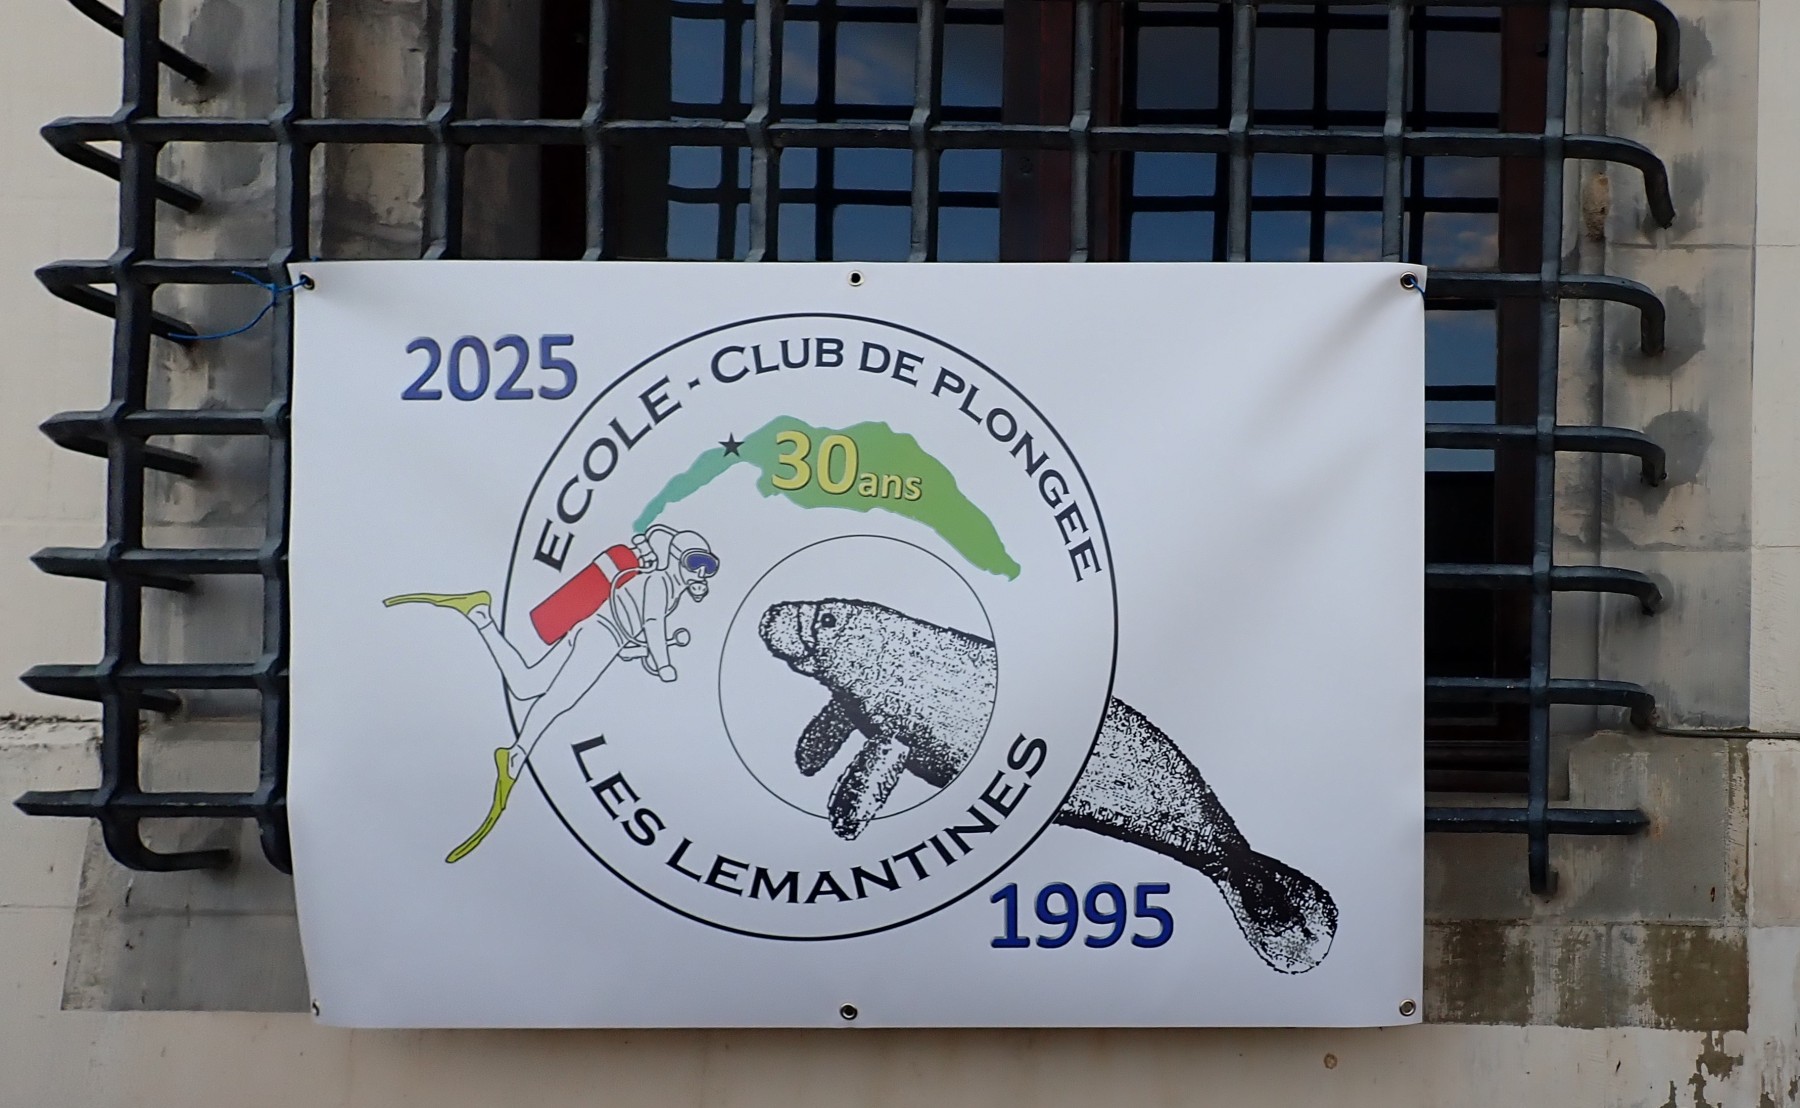 2025
ECOLE - CLUB DE PLONGEE
30ans
LES LEMANTINES
1995